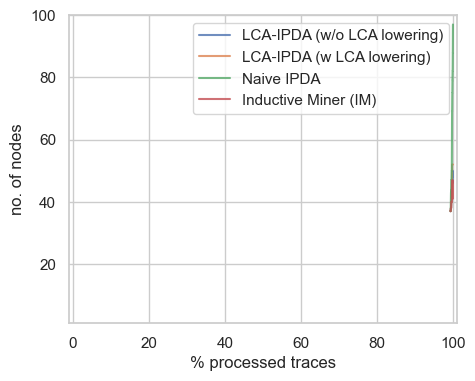 100
80
60
40
20
no. of nodes
LCA-IPDA (w/o LCA lowering)
LCA-IPDA (w LCA lowering)
Naive IPDA
Inductive Miner (IM)
0 20 40 60 80 100
% processed traces